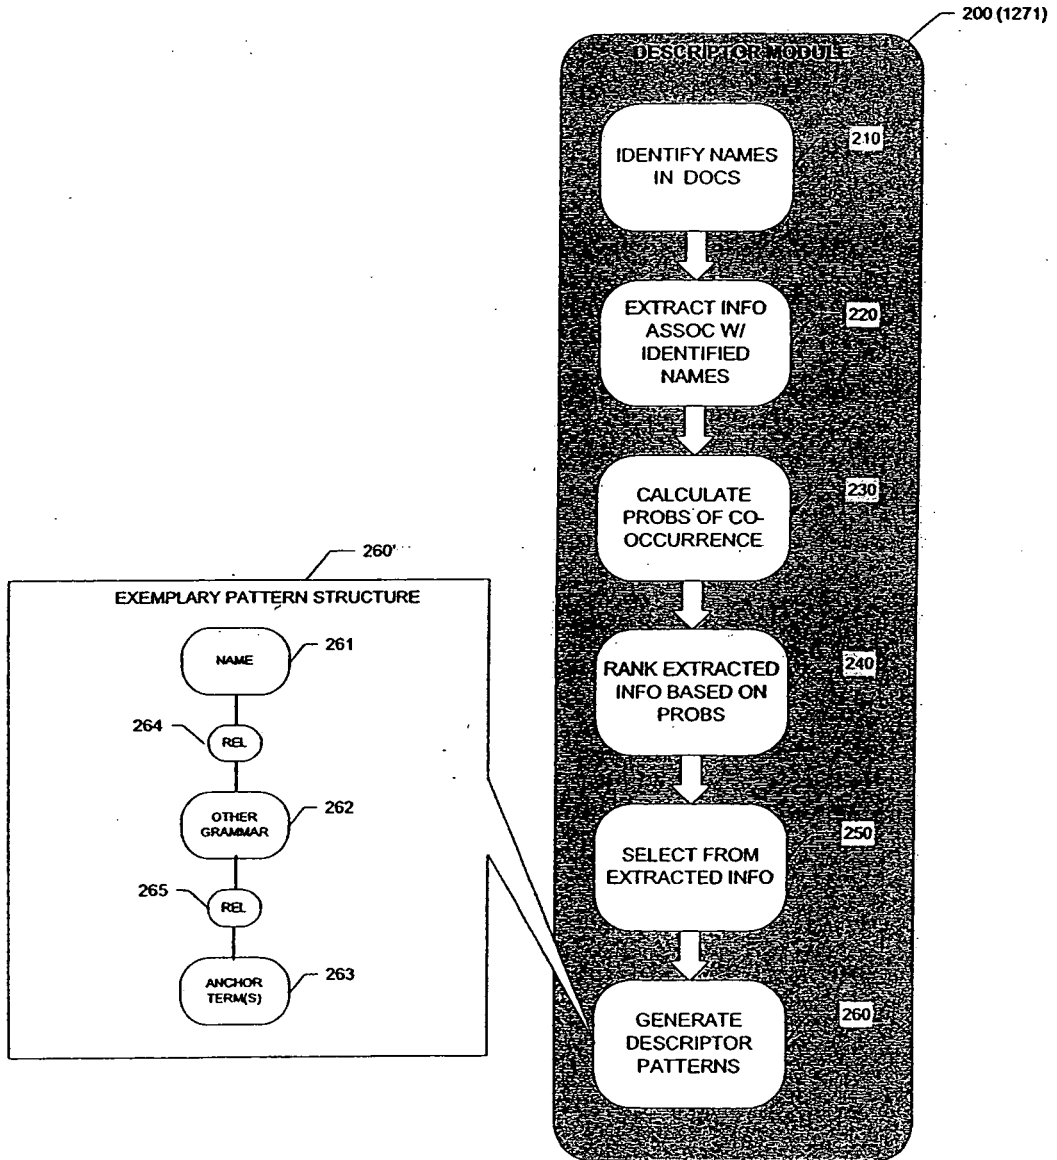 200 (1271)
DESCRIPTOR MODULE
IDENTIFY NAMES
IN DOCS
210
EXTRACT INFO
ASSOC W/
IDENTIFIED
NAMES
220
CALCULATE
PROBS OF CO-
OCCURRENCE
230
RANK EXTRACTED
INFO BASED ON
PROBS
240
SELECT FROM
EXTRACTED INFO
250
GENERATE
DESCRIPTOR
PATTERNS
260
260'
EXEMPLARY PATTERN STRUCTURE
NAME
261
264
REL
OTHER
GRAMMAR
262
265
REL
ANCHOR
TERM(S)
263